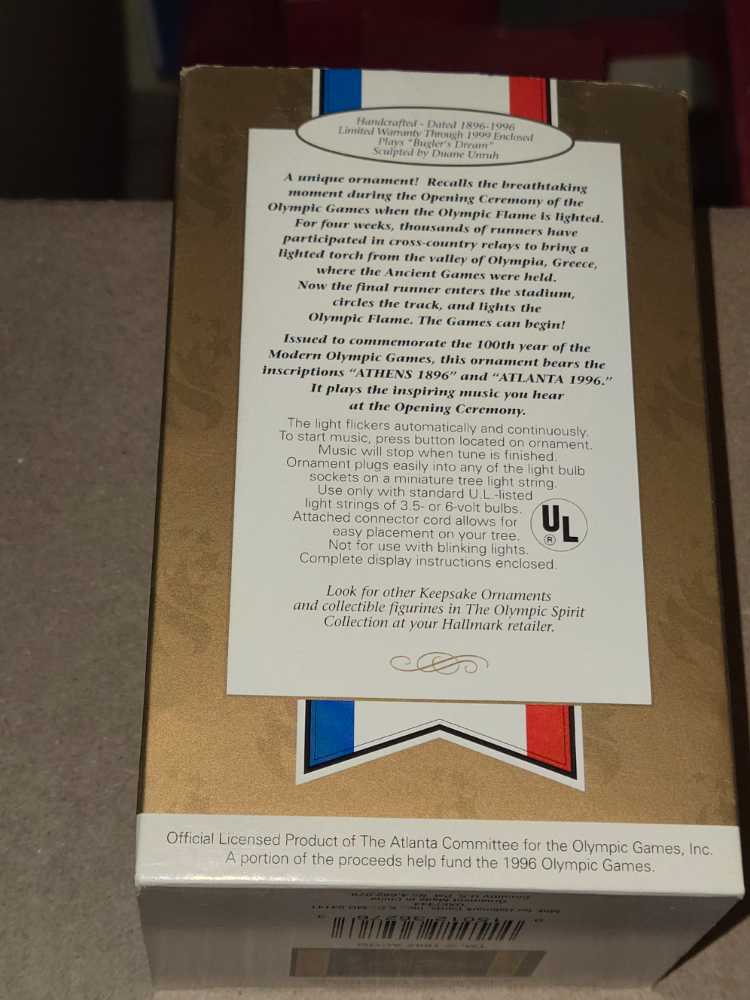 Handcrafted - Dated 1896-1996
Limited Warranty Through 1999 Enclosed
Plays "Bugler's Dream"
Sculpted by Duane Unruh
A unique ornament! Recalls the breathtaking
moment during the Opening Ceremony of the
Olympic Games when the Olympic Flame is lighted.
For four weeks, thousands of runners have
participated in cross-country relays to bring a
lighted torch from the valley of Olympia, Greece,
where the Ancient Games were held.
Now the final runner enters the stadium,
circles the track, and lights the
Olympic Flame. The Games can begin!
Issued to commemorate the 100th year of the
Modern Olympic Games, this ornament bears the
inscriptions "ATHENS 1896" and "ATLANTA 1996."
It plays the inspiring music you hear
at the Opening Ceremony.
The light flickers automatically and continuously.
To start music, press button located on ornament.
Music will stop when tune is finished.
Ornament plugs easily into any of the light bulb
sockets on a miniature tree light string.
Use only with standard U.L.-listed
light strings of 3.5- or 6-volt bulbs.
Attached connector cord allows for
easy placement on your tree.
Not for use with blinking lights.
Complete display instructions enclosed.
UL
®
Look for other Keepsake Ornaments
and collectible figurines in The Olympic Spirit
Collection at your Hallmark retailer.
Official Licensed Product of The Atlanta Committee for the Olympic Games, Inc.
A portion of the proceeds help fund the 1996 Olympic Games.